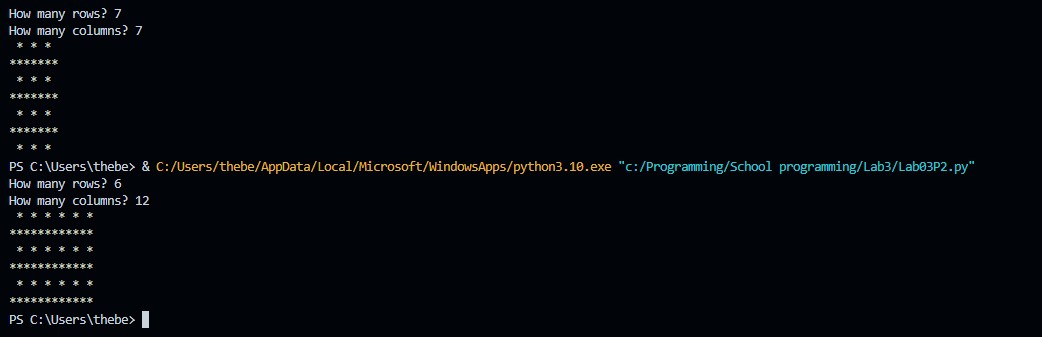 How many rows? 7
How many columns? 7
 * * *
*******
 * * *
*******
 * * *
*******
 * * *
PS C:\Users\thebe> & C:/Users/thebe/AppData/Local/Microsoft/WindowsApps/python3.10.exe "c:/Programming/School programming/Lab3/Lab03P2.py"
How many rows? 6
How many columns? 12
 * * * * * *
************
 * * * * * *
************
 * * * * * *
************
PS C:\Users\thebe>